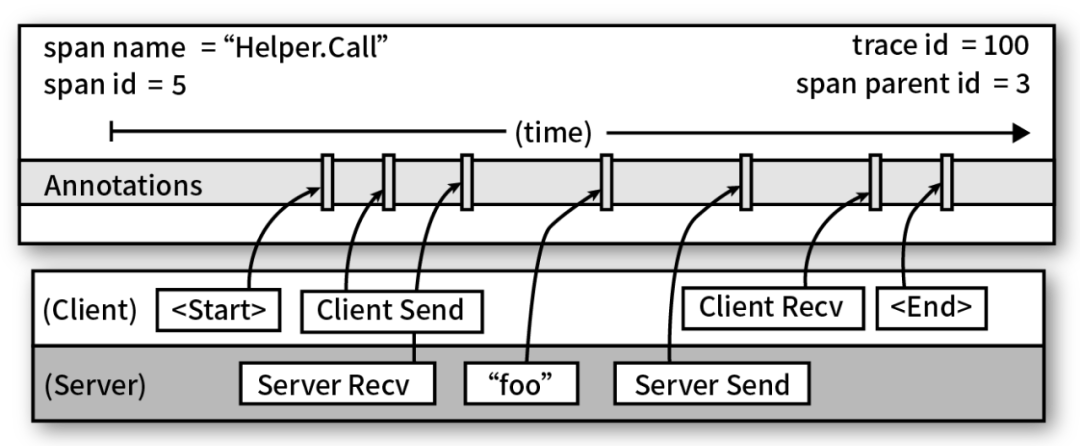 span name = “Helper.Call”
trace id = 100
span id = 5
span parent id = 3
(time)
Annotations
(Client)
<Start>
Client Send
Client Recv
<End>
(Server)
Server Recv
“foo”
Server Send